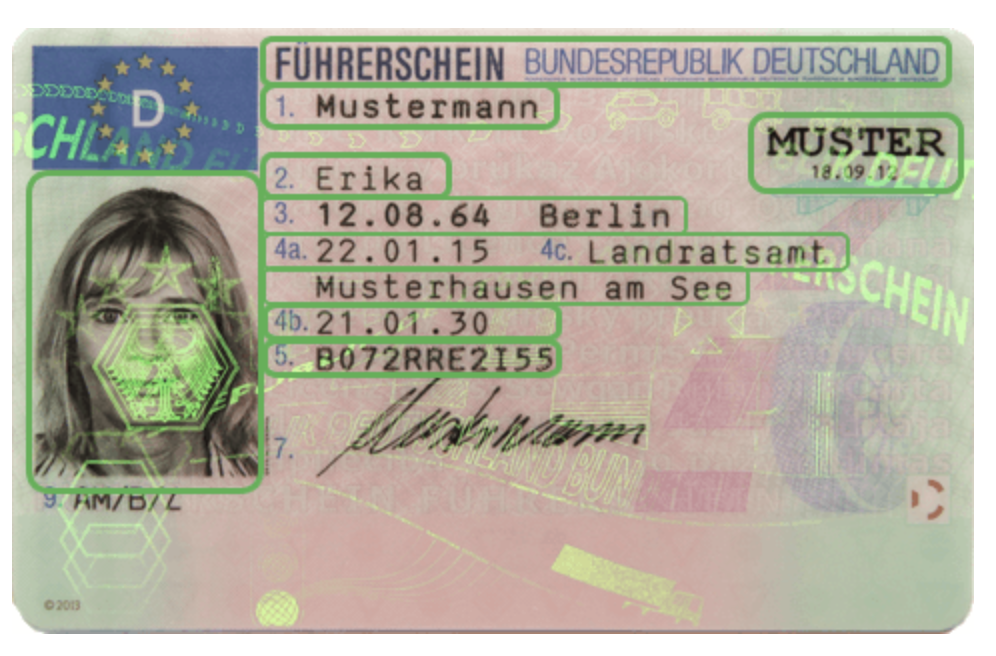 FÜHRERSCHEIN BUNDESREPUBLIK DEUTSCHLAND
D
1. Mustermann
MUSTER
18.09.12
2. Erika
3. 12.08.64 Berlin
4a. 22.01.15 4c. Landratsamt
Musterhausen am See
4b. 21.01.30
5. B072RRE2I55
7. Mustermann
9. AM/B/L
©2013